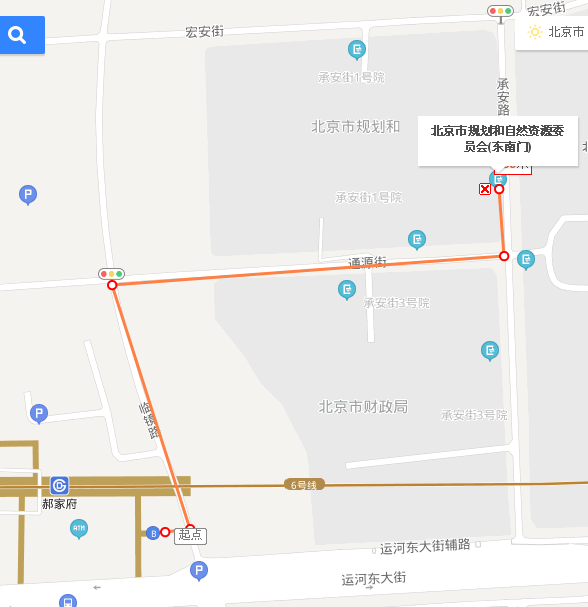 宏安街
宏安街
北京市
承安街1号院
承安路
北京市规划和
北京市规划和自然资源委
员会(东南门)
P
承安街1号院
通源街
承安街3号院
临镜路
北京市财政局
承安街3号院
P
6号线
郝家府
ATM
B
起点
运河东大街辅路
P
运河东大街